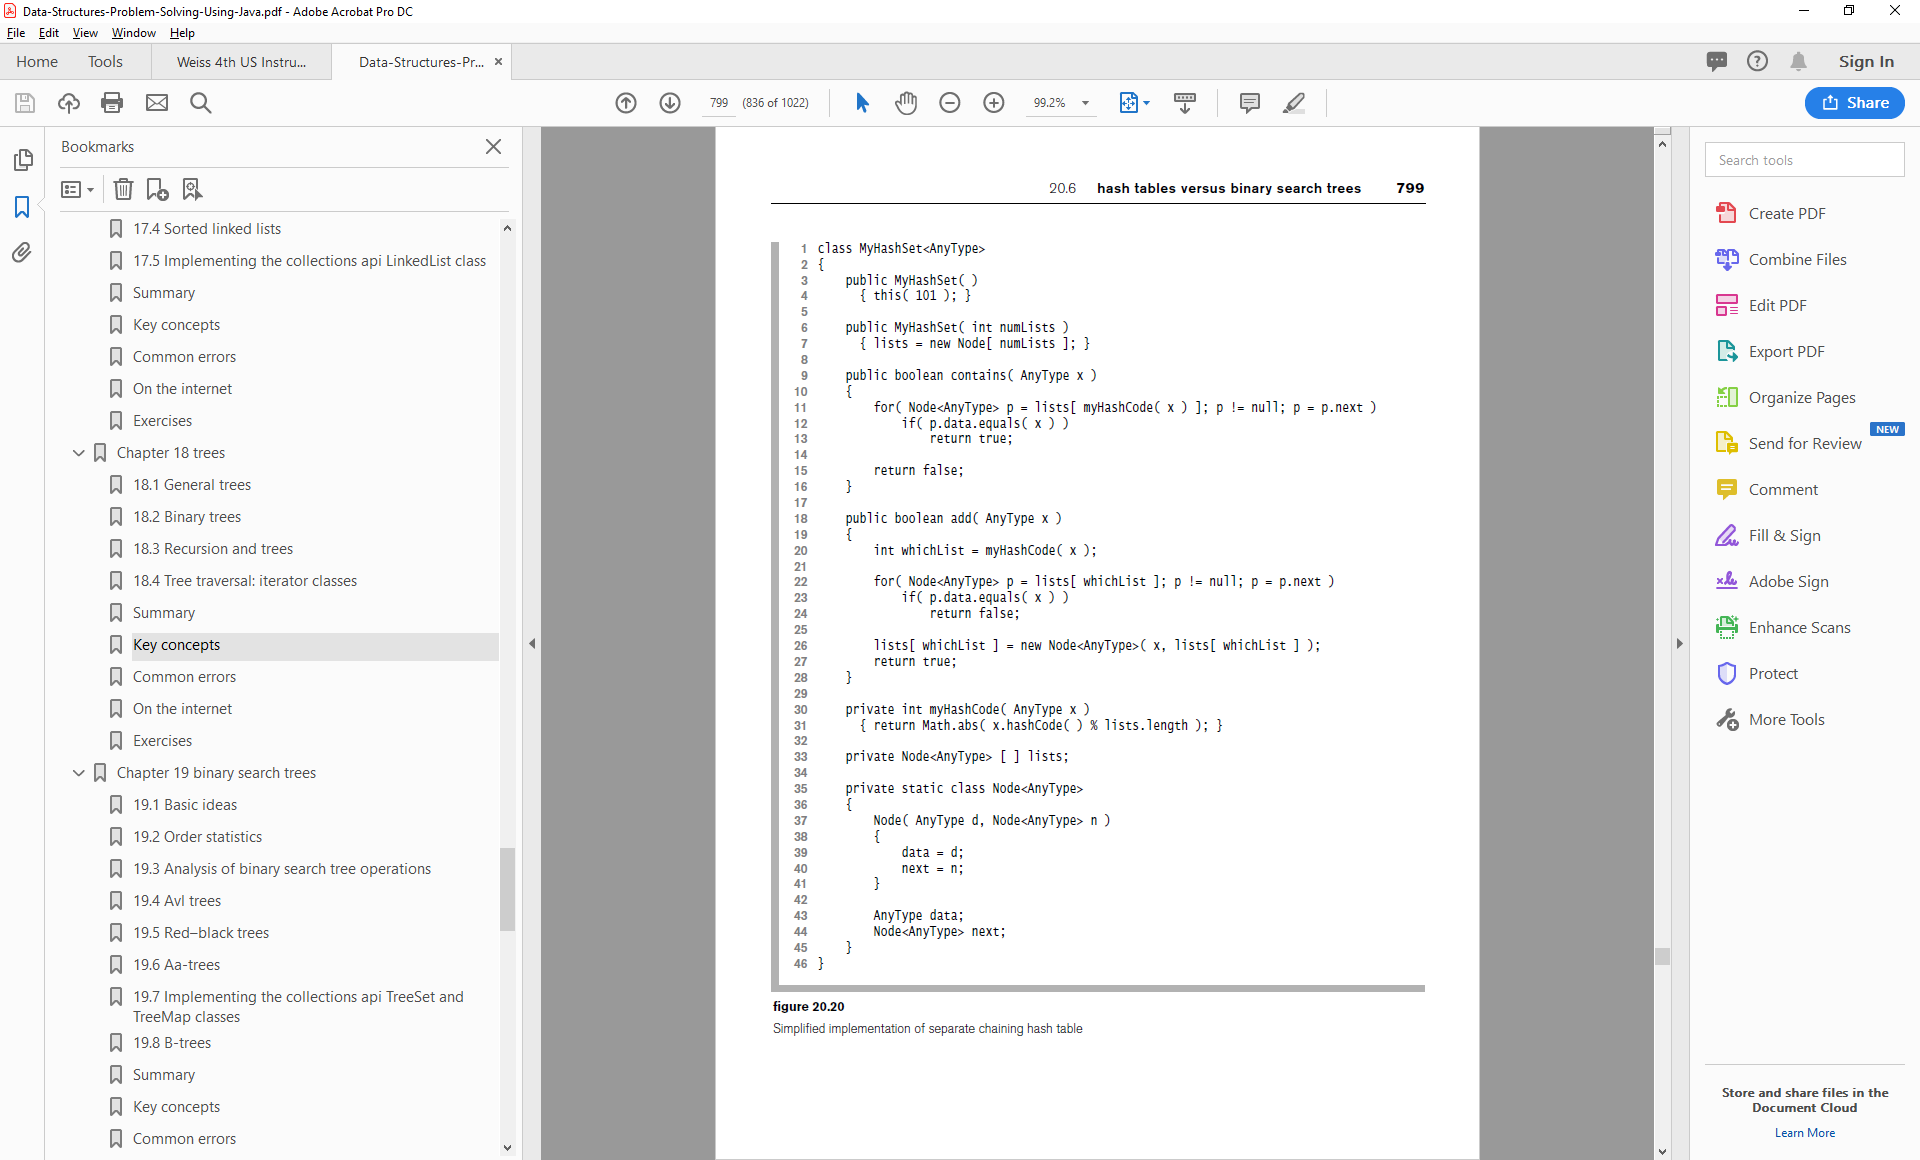 Data-Structures-Problem-Solving-Using-Java.pdf - Adobe Acrobat Pro DC
File Edit View Window Help
Home Tools Weiss 4th US Instru... Data-Structures-Pr... ×
Sign In
799 (836 of 1022) 99.2% Share
Bookmarks
17.4 Sorted linked lists
17.5 Implementing the collections api LinkedList class
Summary
Key concepts
Common errors
On the internet
Exercises
Chapter 18 trees
18.1 General trees
18.2 Binary trees
18.3 Recursion and trees
18.4 Tree traversal: iterator classes
Summary
Key concepts
Common errors
On the internet
Exercises
Chapter 19 binary search trees
19.1 Basic ideas
19.2 Order statistics
19.3 Analysis of binary search tree operations
19.4 Avl trees
19.5 Red–black trees
19.6 Aa-trees
19.7 Implementing the collections api TreeSet and
TreeMap classes
19.8 B-trees
Summary
Key concepts
Common errors
20.6 hash tables versus binary search trees 799
1 class MyHashSet<AnyType>
2 {
3     public MyHashSet( )
4       { this( 101 ); }
5
6     public MyHashSet( int numLists )
7       { lists = new Node[ numLists ]; }
8
9     public boolean contains( AnyType x )
10     {
11         for( Node<AnyType> p = lists[ myHashCode( x ) ]; p != null; p = p.next )
12             if( p.data.equals( x ) )
13                 return true;
14
15         return false;
16     }
17
18     public boolean add( AnyType x )
19     {
20         int whichList = myHashCode( x );
21
22         for( Node<AnyType> p = lists[ whichList ]; p != null; p = p.next )
23             if( p.data.equals( x ) )
24                 return false;
25
26         lists[ whichList ] = new Node<AnyType>( x, lists[ whichList ] );
27         return true;
28     }
29
30     private int myHashCode( AnyType x )
31       { return Math.abs( x.hashCode( ) % lists.length ); }
32
33     private Node<AnyType> [ ] lists;
34
35     private static class Node<AnyType>
36     {
37         Node( AnyType d, Node<AnyType> n )
38         {
39             data = d;
40             next = n;
41         }
42
43         AnyType data;
44         Node<AnyType> next;
45     }
46 }
figure 20.20
Simplified implementation of separate chaining hash table
Search tools
Create PDF
Combine Files
Edit PDF
Export PDF
Organize Pages
NEW
Send for Review
Comment
Fill & Sign
Adobe Sign
Enhance Scans
Protect
More Tools
Store and share files in the
Document Cloud
Learn More